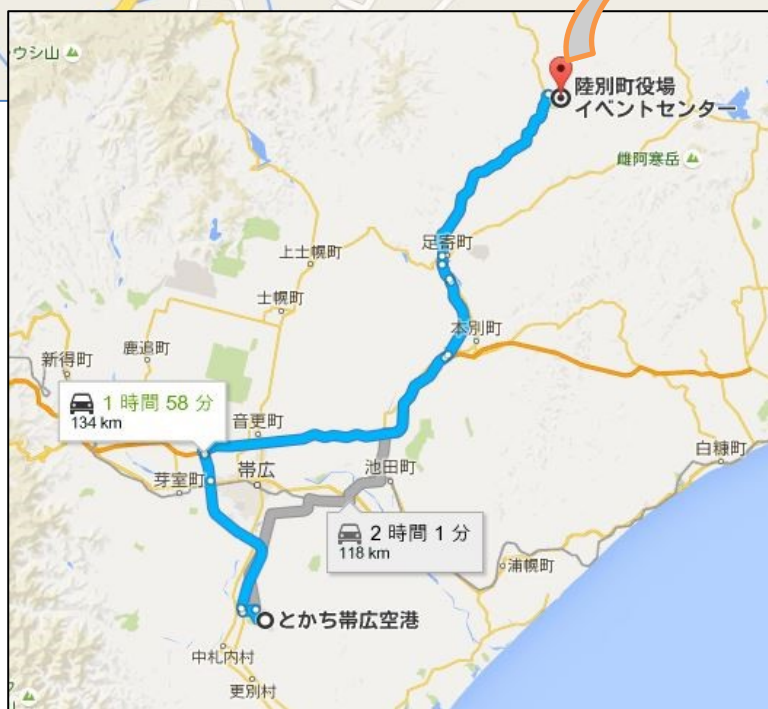 ウシ山
陸別町役場
イベントセンター
雌阿寒岳
足寄町
上士幌町
士幌町
本別町
鹿追町
新得町
1 時間 58 分
134 km
音更町
白糠町
帯広
池田町
芽室町
2 時間 1 分
118 km
浦幌町
とかち帯広空港
中札内村
更別村